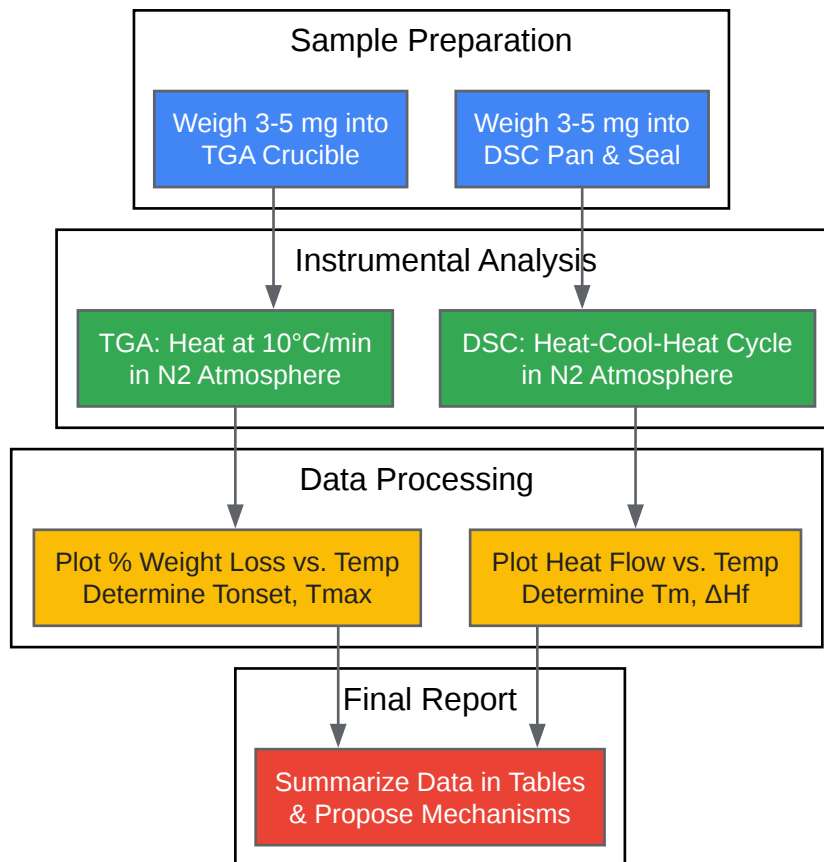 Sample Preparation
Weigh 3-5 mg into
TGA Crucible
Weigh 3-5 mg into
DSC Pan & Seal
Instrumental Analysis
TGA: Heat at 10°C/min
in N2 Atmosphere
DSC: Heat-Cool-Heat Cycle
in N2 Atmosphere
Data Processing
Plot % Weight Loss vs. Temp
Determine Tonset, Tmax
Plot Heat Flow vs. Temp
Determine Tm, ΔHf
Final Report
Summarize Data in Tables
& Propose Mechanisms